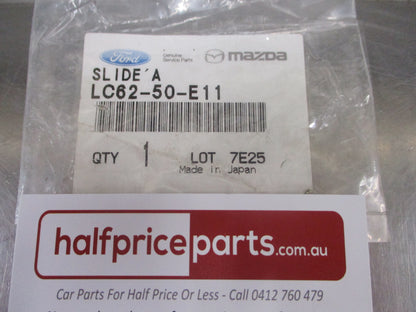 Ford
Genuine
Service Parts
mazda
SLIDE'A
LC62-50-E11
QTY 1 LOT 7E25
Made in Japan
halfpriceparts.com.au
Car Parts For Half Price Or Less - Call 0412 760 479